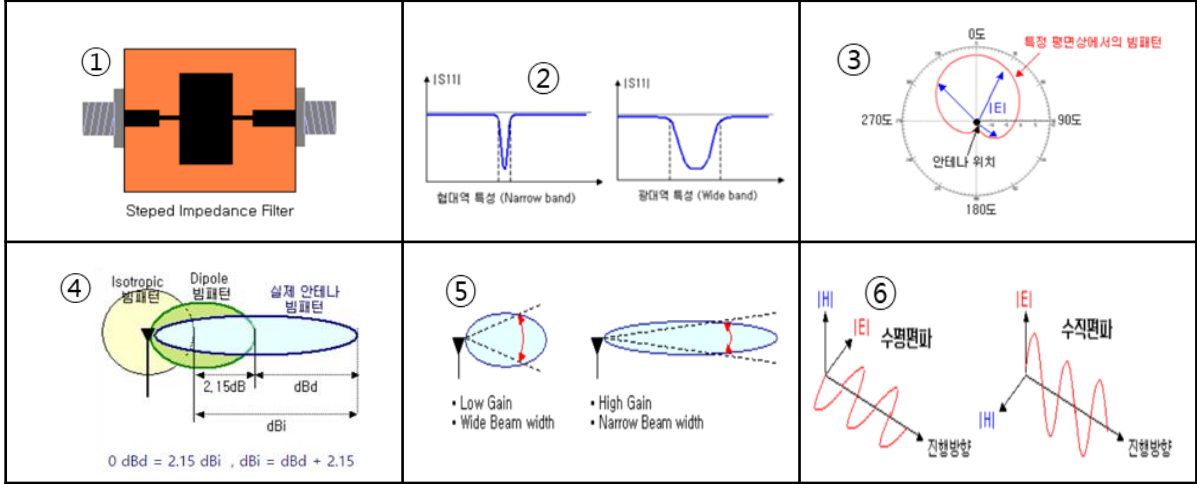 ①
Steped Impedance Filter
②
|S11|
|S11|
협대역 특성 (Narrow band)
광대역 특성 (Wide band)
③
0도
특정 평면상에서의 빔패턴
|E|
270도
90도
안테나 위치
180도
④
Isotropic
빔패턴
Dipole
빔패턴
실제 안테나
빔패턴
2,15dB
dBd
dBi
0 dBd = 2.15 dBi , dBi = dBd + 2.15
⑤
• Low Gain
• Wide Beam width
• High Gain
• Narrow Beam width
⑥
|H|
|E|
수평편파
진행방향
|E|
수직편파
|H|
진행방향